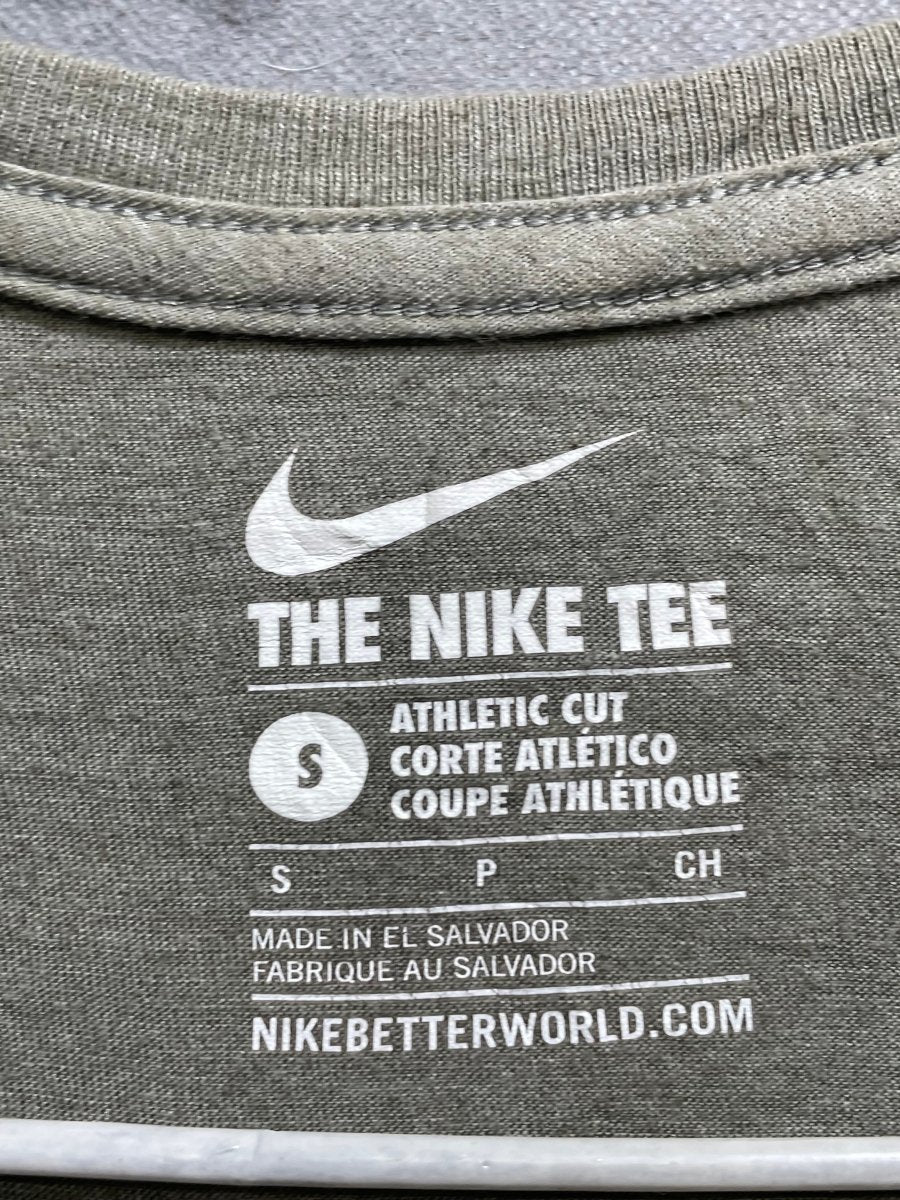 THE NIKE TEE
S
ATHLETIC CUT
CORTE ATLÉTICO
COUPE ATHLÉTIQUE
S P CH
MADE IN EL SALVADOR
FABRIQUE AU SALVADOR
NIKEBETTERWORLD.COM